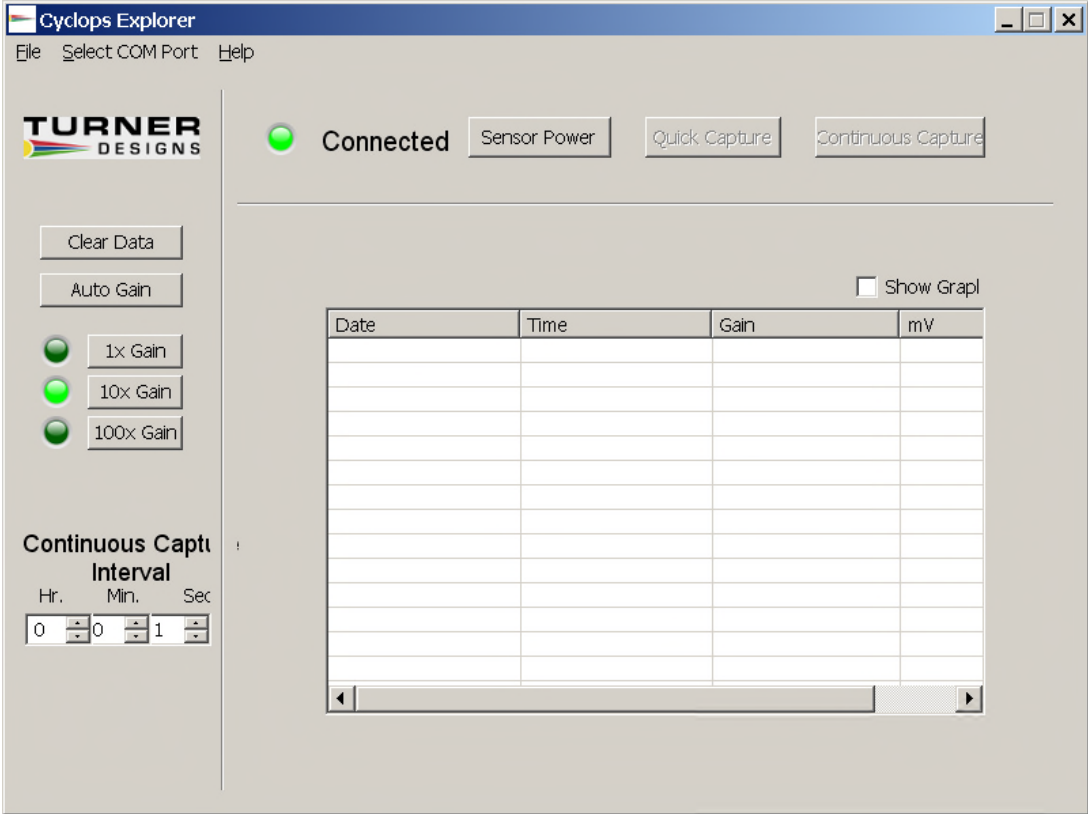 Cyclops Explorer
File Select COM Port Help
TURNER
DESIGNS
Connected Sensor Power Quick Capture Continuous Capture
Clear Data
Auto Gain
Show Grapl
Date Time Gain mV
1x Gain
10x Gain
100x Gain
Continuous Captu
Interval
Hr. Min. Sec
0 0 1